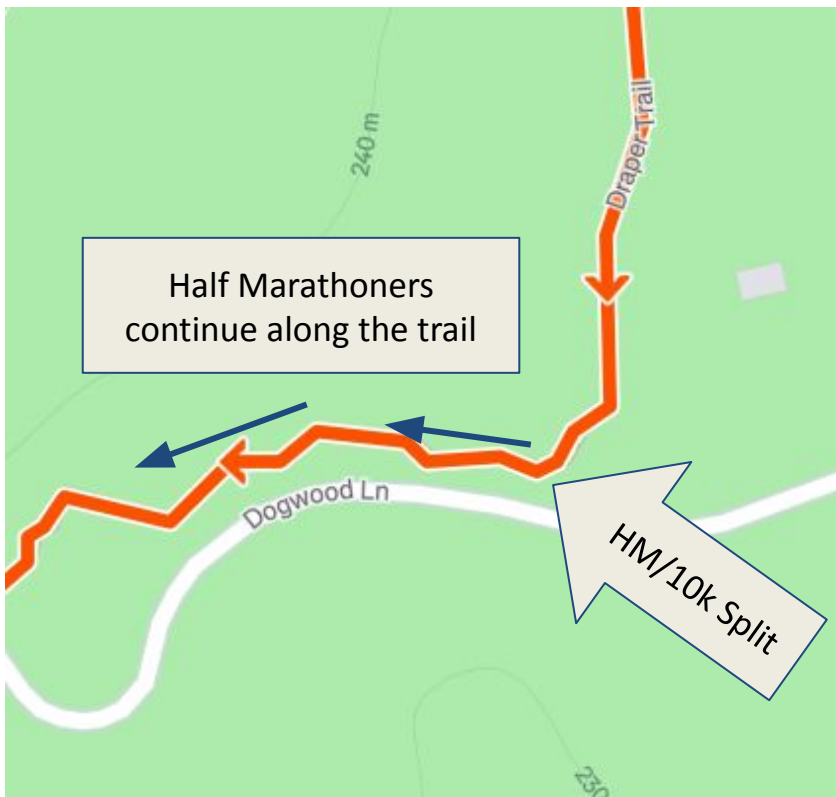 Draper Trail
240 m
Half Marathoners
continue along the trail
Dogwood Ln
HM/10k Split
230